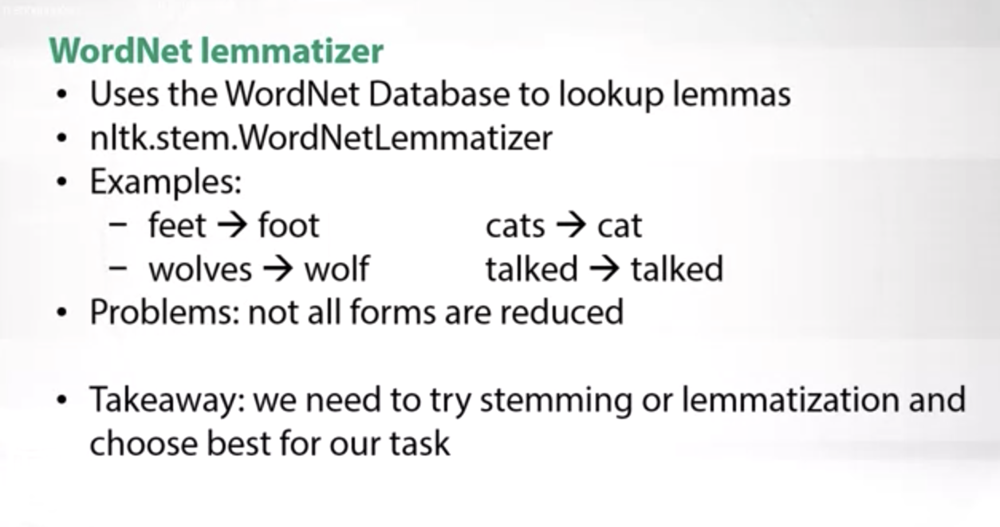 WordNet lemmatizer
• Uses the WordNet Database to lookup lemmas
• nltk.stem.WordNetLemmatizer
• Examples:
– feet → foot cats → cat
– wolves → wolf talked → talked
• Problems: not all forms are reduced
• Takeaway: we need to try stemming or lemmatization and
choose best for our task